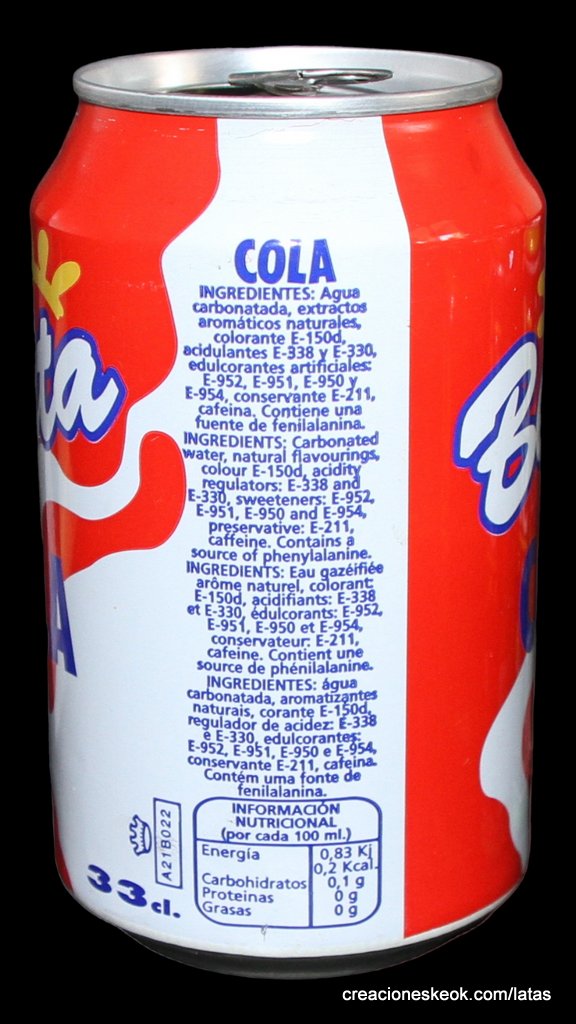 COLA
INGREDIENTES: Agua
carbonatada, extractos
aromáticos naturales,
colorante E-150d,
acidulantes E-338 y E-330,
edulcorantes artificiales:
E-952, E-951, E-950 y
E-954, conservante E-211,
cafeina. Contiene una
fuente de fenilalanina.
INGREDIENTS: Carbonated
water, natural flavourings,
colour E-150d, acidity
regulators: E-338 and
E-330, sweeteners: E-952,
E-951, E-950 and E-954,
preservative: E-211,
caffeine. Contains a
source of phenylalanine.
INGREDIENTS: Eau gazéifiée
arôme naturel, colorant:
E-150d, acidifiants: E-338
et E-330, édulcorants: E-952,
E-951, E-950 et E-954,
conservateur: E-211,
cafeine. Contient une
source de phénilalanine.
INGREDIENTES: água
carbonatada, aromatizantes
naturais, corante E-150d,
regulador de acidez: E-338
e E-330, edulcorantes:
E-952, E-951, E-950 e E-954,
conservante E-211, cafeina.
Contém uma fonte de
fenilalanina.
INFORMACIÓN
NUTRICIONAL
(por cada 100 ml.)
Energía 0,83 Kj
0,2 Kcal.
Carbohidratos 0,1 g
Proteinas 0 g
Grasas 0 g
A21B022
33 cl.
ta
A
B
creacioneskeok.com/latas